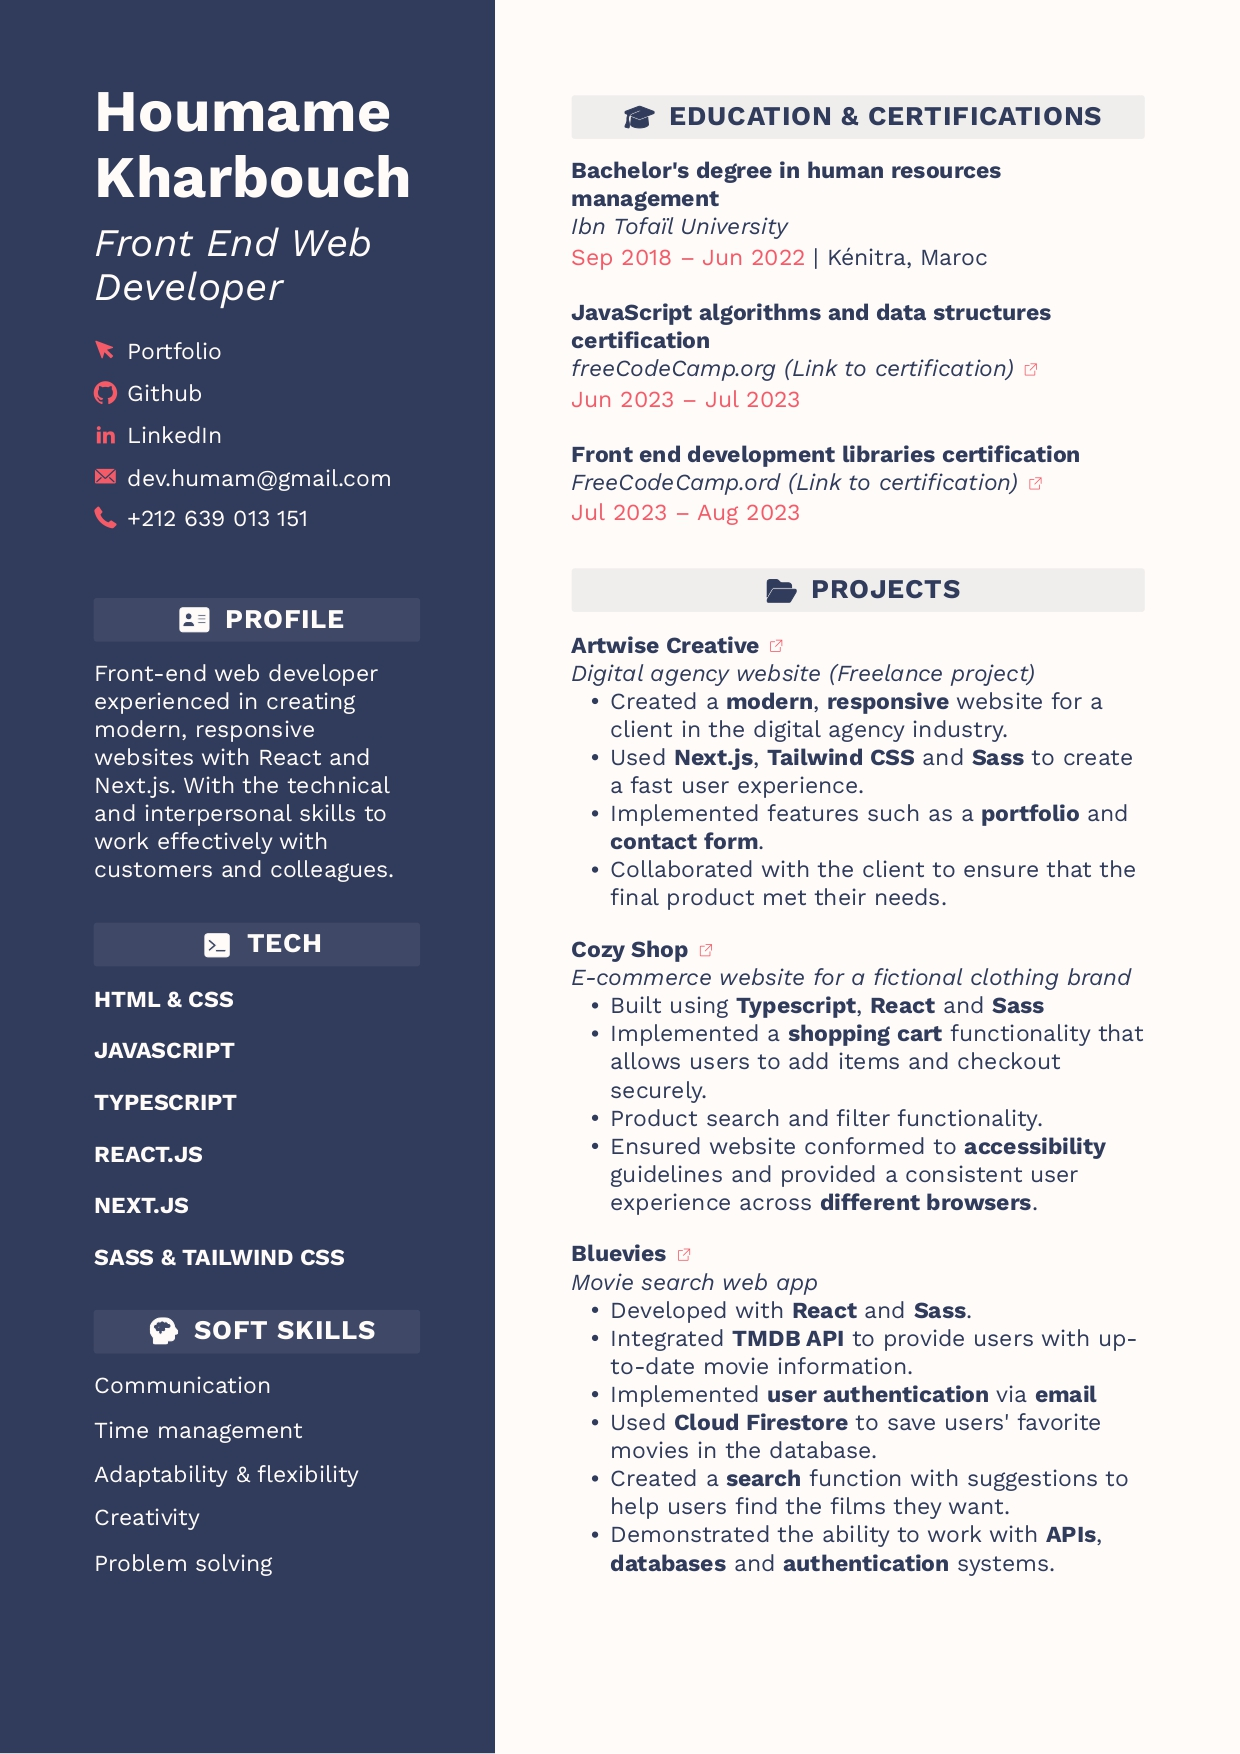 Houmame
Kharbouch
Front End Web
Developer
Portfolio
Github
LinkedIn
dev.humam@gmail.com
+212 639 013 151
PROFILE
Front-end web developer
experienced in creating
modern, responsive
websites with React and
Next.js. With the technical
and interpersonal skills to
work effectively with
customers and colleagues.
TECH
HTML & CSS
JAVASCRIPT
TYPESCRIPT
REACT.JS
NEXT.JS
SASS & TAILWIND CSS
SOFT SKILLS
Communication
Time management
Adaptability & flexibility
Creativity
Problem solving
EDUCATION & CERTIFICATIONS
Bachelor's degree in human resources
management
Ibn Tofaïl University
Sep 2018 – Jun 2022 | Kénitra, Maroc
JavaScript algorithms and data structures
certification
freeCodeCamp.org (Link to certification)
Jun 2023 – Jul 2023
Front end development libraries certification
FreeCodeCamp.ord (Link to certification)
Jul 2023 – Aug 2023
PROJECTS
Artwise Creative
Digital agency website (Freelance project)
• Created a modern, responsive website for a
client in the digital agency industry.
• Used Next.js, Tailwind CSS and Sass to create
a fast user experience.
• Implemented features such as a portfolio and
contact form.
• Collaborated with the client to ensure that the
final product met their needs.
Cozy Shop
E-commerce website for a fictional clothing brand
• Built using Typescript, React and Sass
• Implemented a shopping cart functionality that
allows users to add items and checkout
securely.
• Product search and filter functionality.
• Ensured website conformed to accessibility
guidelines and provided a consistent user
experience across different browsers.
Bluevies
Movie search web app
• Developed with React and Sass.
• Integrated TMDB API to provide users with up-
to-date movie information.
• Implemented user authentication via email
• Used Cloud Firestore to save users' favorite
movies in the database.
• Created a search function with suggestions to
help users find the films they want.
• Demonstrated the ability to work with APIs,
databases and authentication systems.